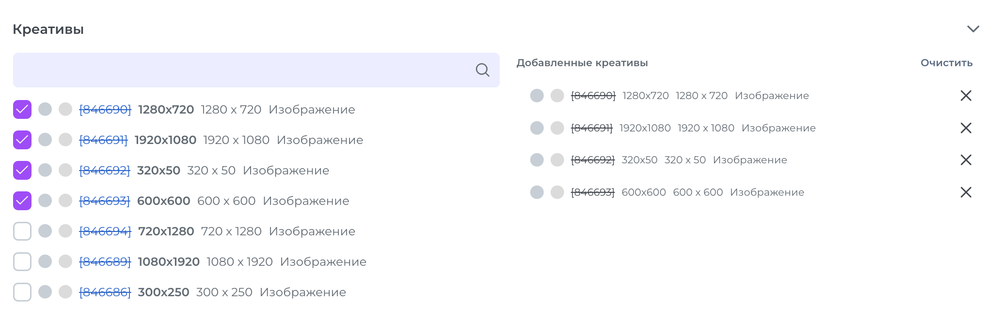 Креативы
[846690] 1280x720 1280 x 720 Изображение
[846691] 1920x1080 1920 x 1080 Изображение
[846692] 320x50 320 x 50 Изображение
[846693] 600x600 600 x 600 Изображение
[846694] 720x1280 720 x 1280 Изображение
[846689] 1080x1920 1080 x 1920 Изображение
[846686] 300x250 300 x 250 Изображение
Добавленные креативы Очистить
[846690] 1280x720 1280 x 720 Изображение
[846691] 1920x1080 1920 x 1080 Изображение
[846692] 320x50 320 x 50 Изображение
[846693] 600x600 600 x 600 Изображение